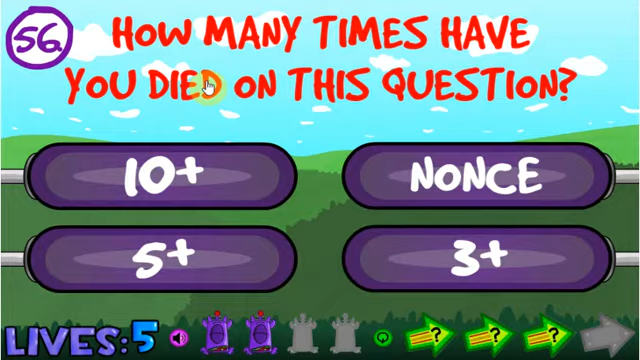 56.
HOW MANY TIMES HAVE
YOU DIED ON THIS QUESTION?
10+
NONCE
5+
3+
LIVES:5
? ? ?